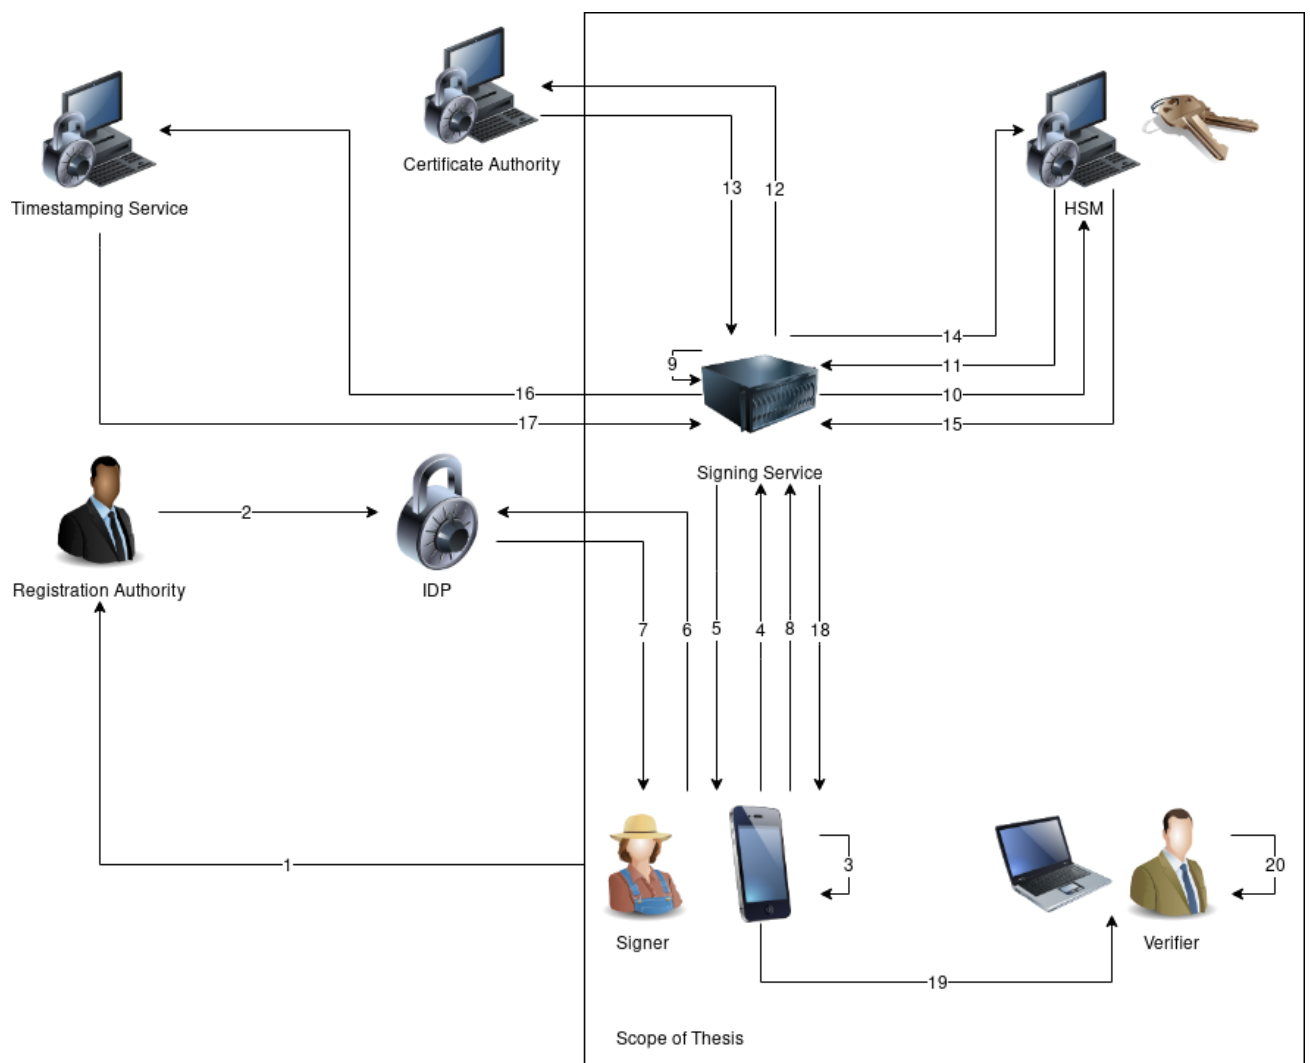 Certificate Authority
Timestamping Service
HSM
13
12
14
11
9
10
16
15
17
Signing Service
2
Registration Authority
IDP
7
6
5
4
8
18
1
3
20
Signer
Verifier
19
Scope of Thesis